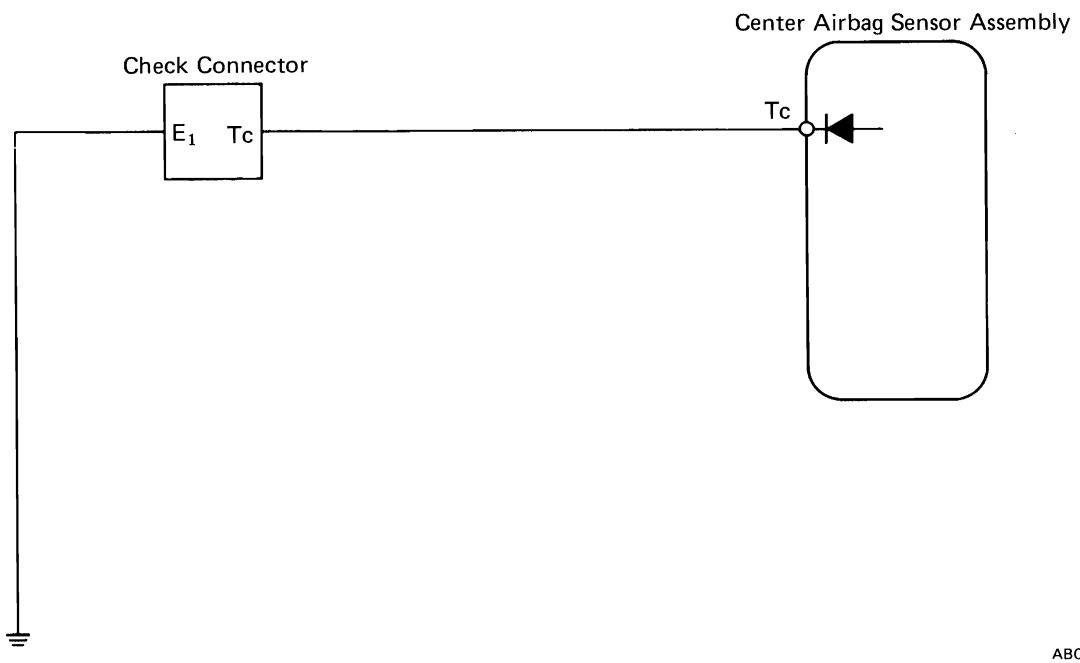 Center Airbag Sensor Assembly
Check Connector
Tc
E₁ Tc
ABC